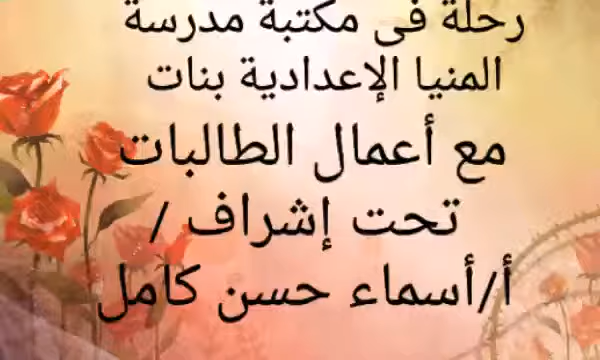 رحلة فى مكتبة مدرسة
المنيا الإعدادية بنات
مع أعمال الطالبات
تحت إشراف /
أ/أسماء حسن كامل